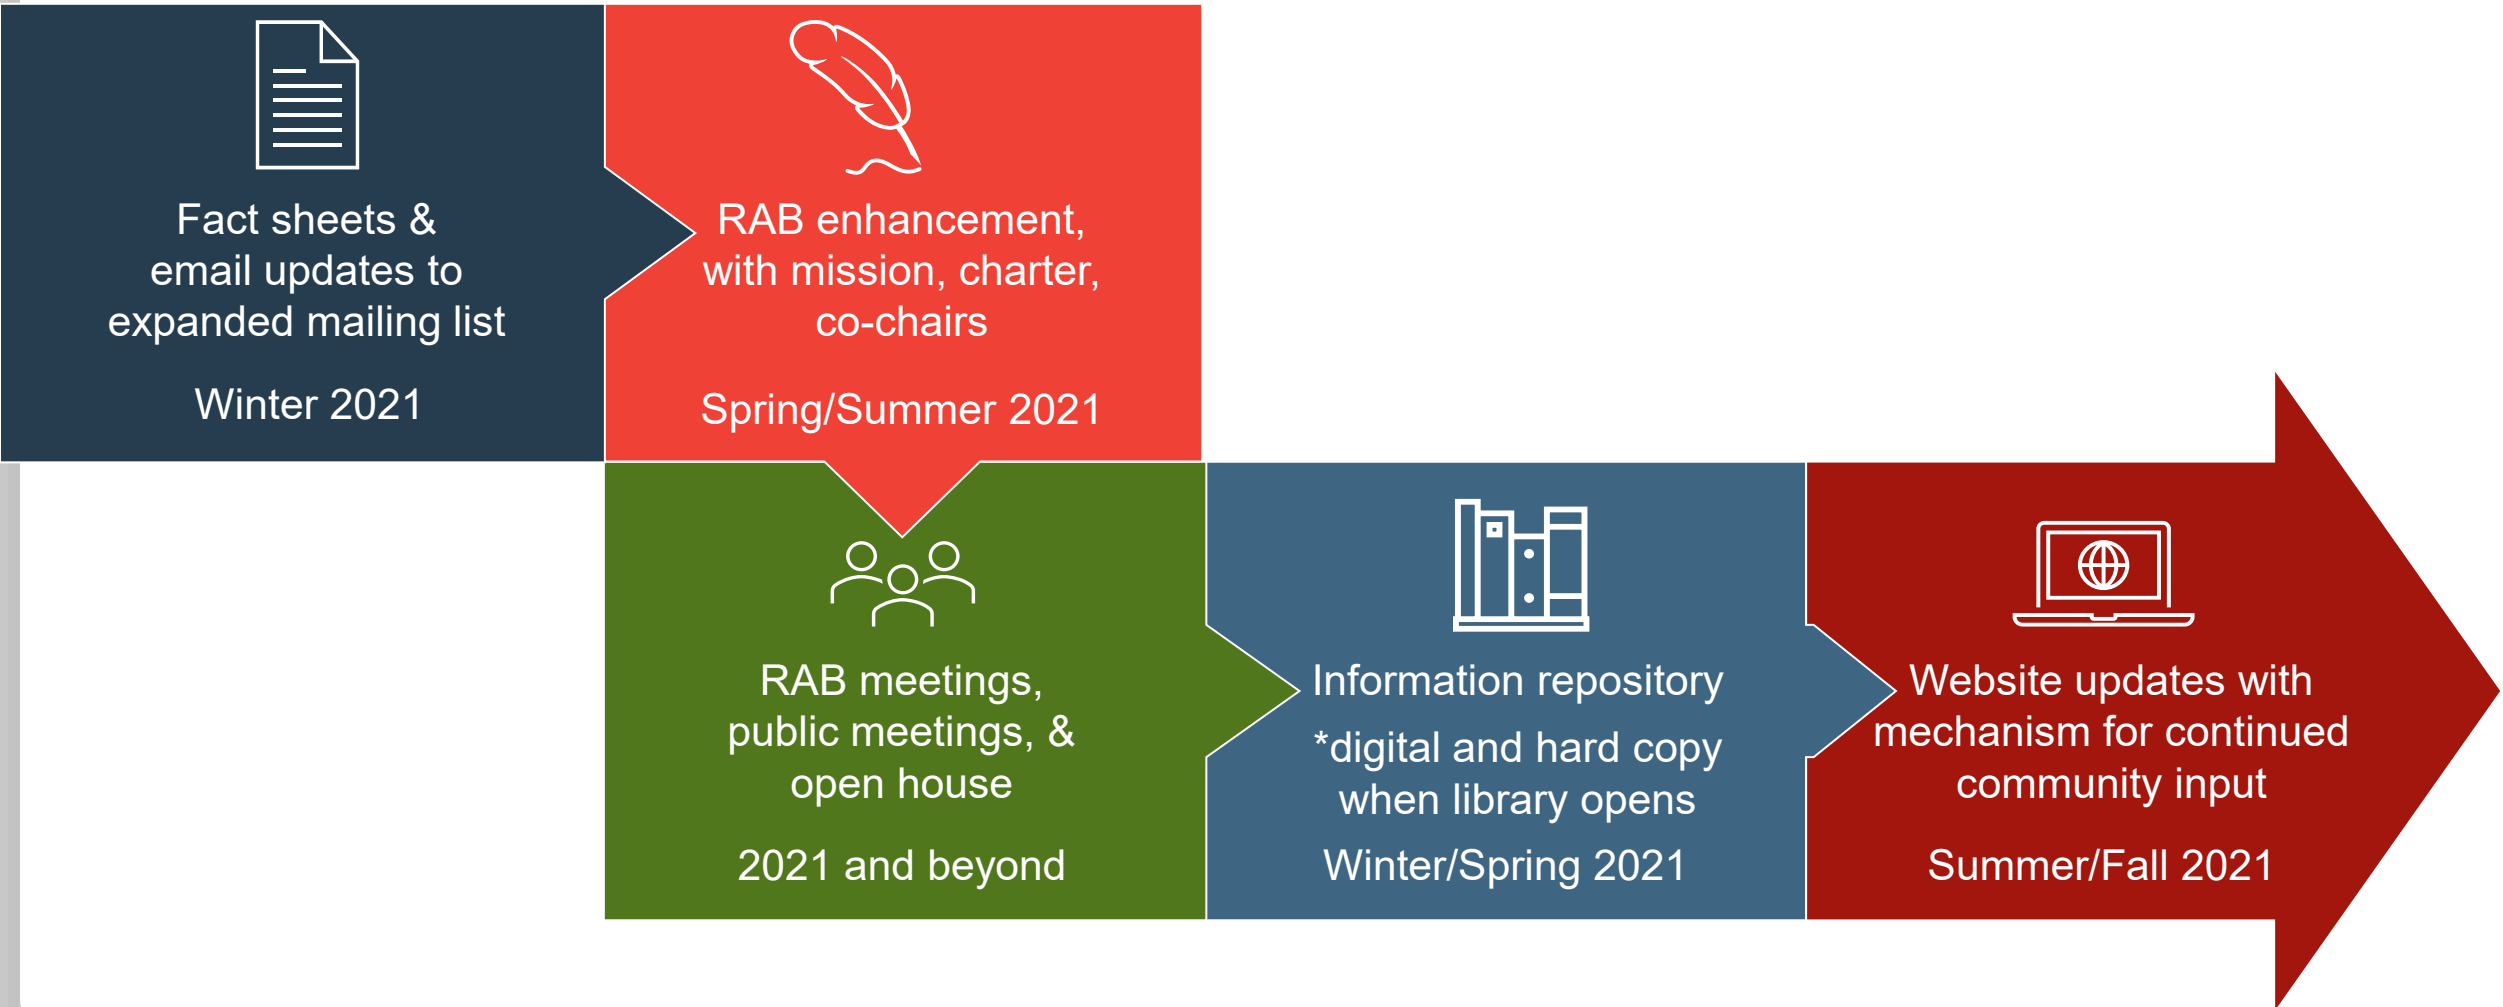 Fact sheets &
email updates to
expanded mailing list
Winter 2021
RAB enhancement,
with mission, charter,
co-chairs
Spring/Summer 2021
RAB meetings,
public meetings, &
open house
2021 and beyond
Information repository
*digital and hard copy
when library opens
Winter/Spring 2021
Website updates with
mechanism for continued
community input
Summer/Fall 2021